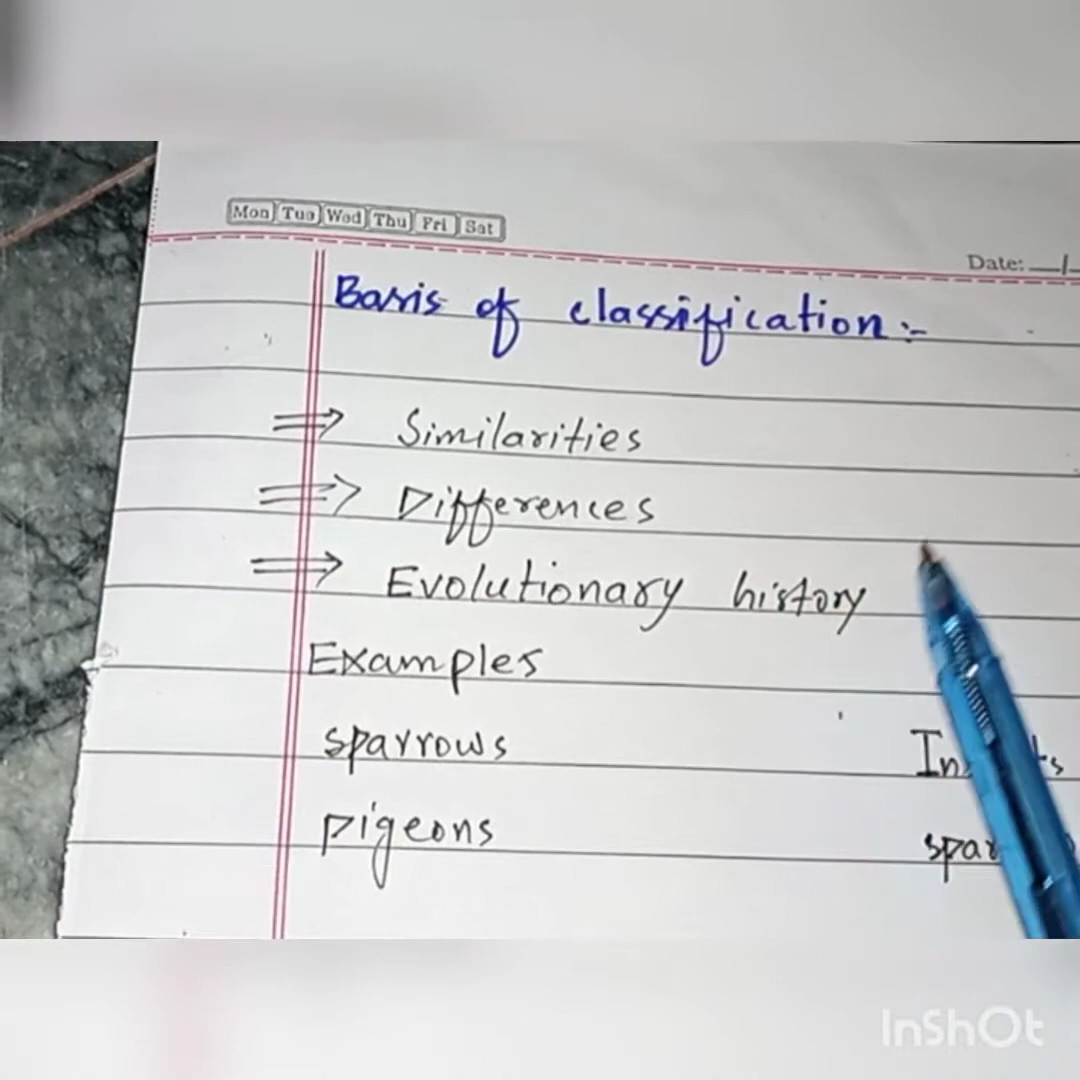 Mon Tue Wed Thu Fri Sat
Date:
Basis of classification:-
⇒ Similarities
⇒ Differences
⇒ Evolutionary history
Examples
sparrows
pigeons
InShOt